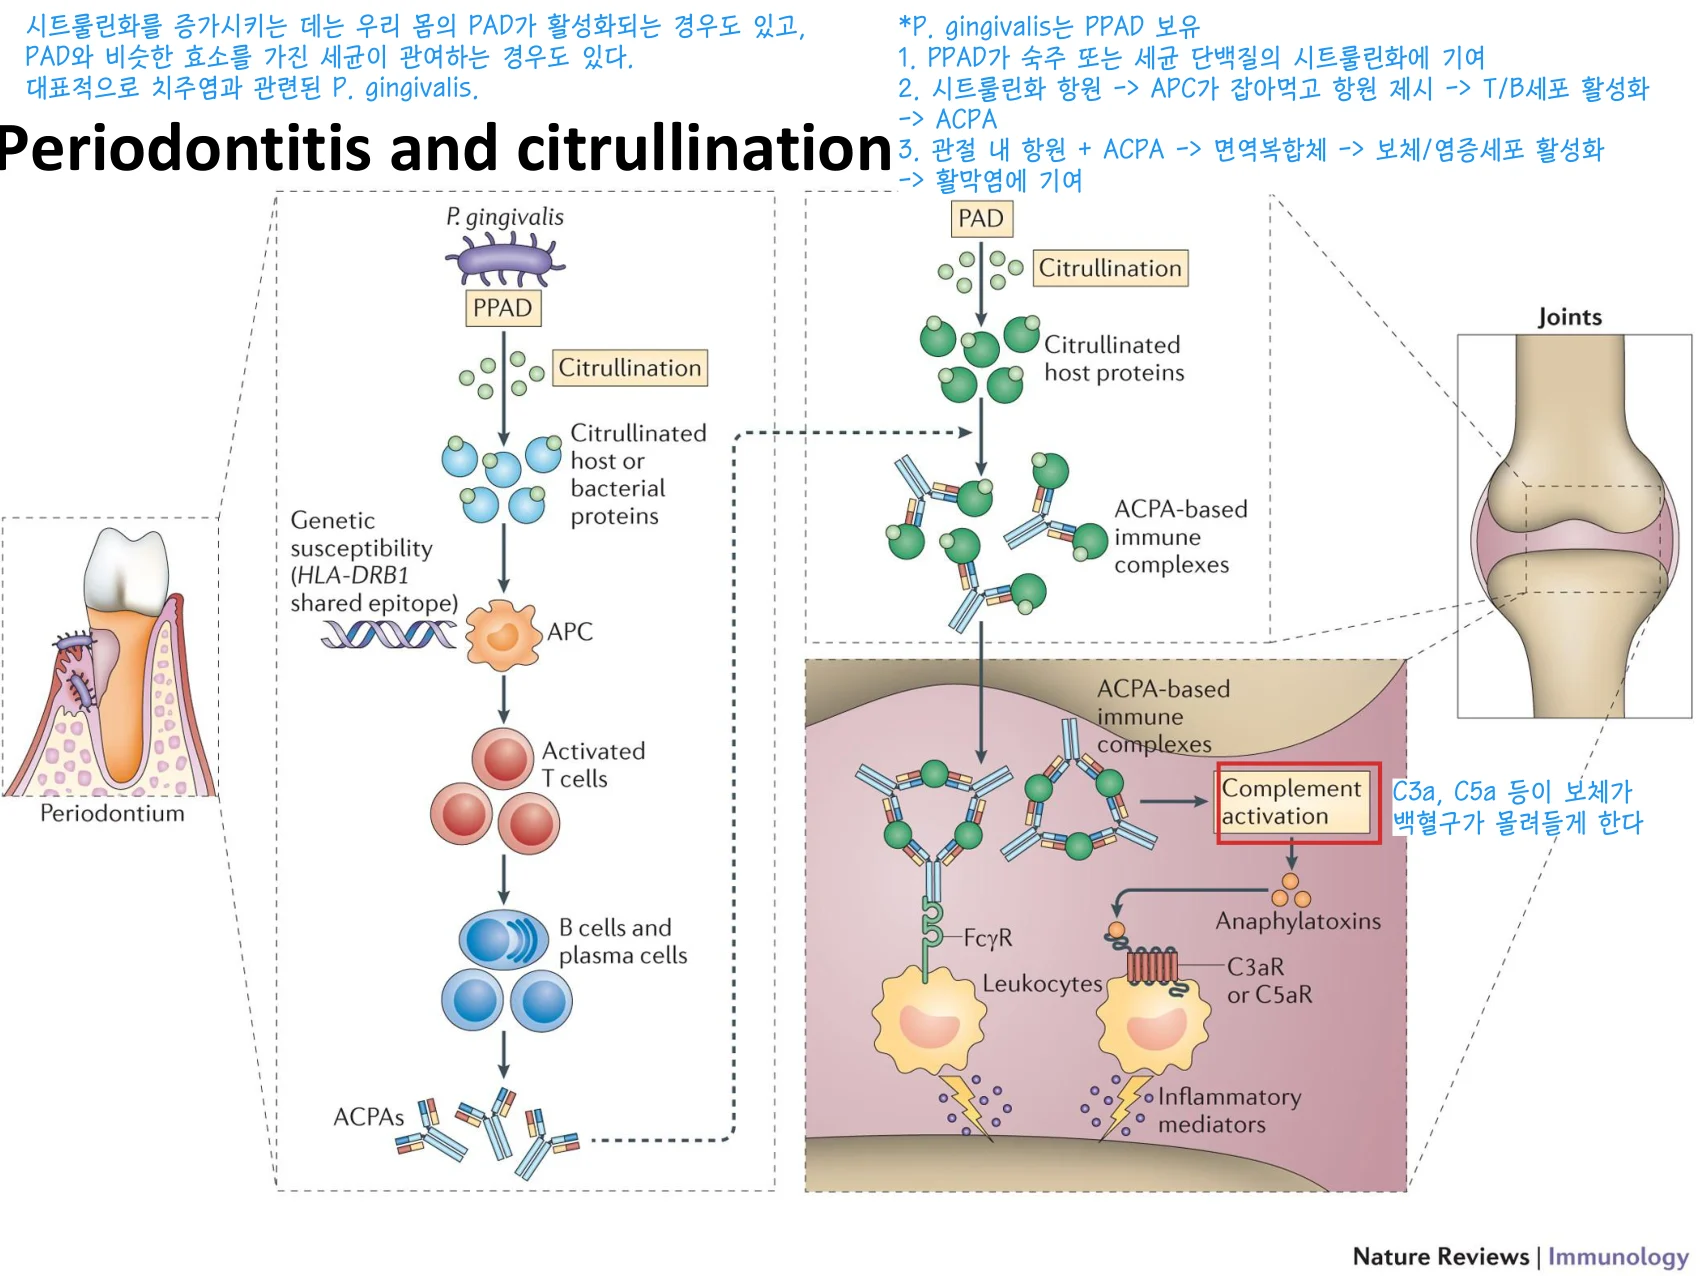 시트룰린화를 증가시키는 데는 우리 몸의 PAD가 활성화되는 경우도 있고,
PAD와 비슷한 효소를 가진 세균이 관여하는 경우도 있다.
대표적으로 치주염과 관련된 P. gingivalis.
*P. gingivalis는 PPAD 보유
1. PPAD가 숙주 또는 세균 단백질의 시트룰린화에 기여
2. 시트룰린화 항원 -> APC가 잡아먹고 항원 제시 -> T/B세포 활성화
-> ACPA
3. 관절 내 항원 + ACPA -> 면역복합체 -> 보체/염증세포 활성화
-> 활막염에 기여
Periodontitis and citrullination
P. gingivalis
PPAD
Citrullination
Citrullinated
host or
bacterial
proteins
Genetic
susceptibility
(HLA-DRB1
shared epitope)
APC
Activated
T cells
B cells and
plasma cells
ACPAs
Periodontium
PAD
Citrullination
Citrullinated
host proteins
ACPA-based
immune
complexes
Joints
ACPA-based
immune
complexes
Complement
activation
C3a, C5a 등이 보체가
백혈구가 몰려들게 한다
Anaphylatoxins
FcγR
Leukocytes
C3aR
or C5aR
Inflammatory
mediators
Nature Reviews | Immunology